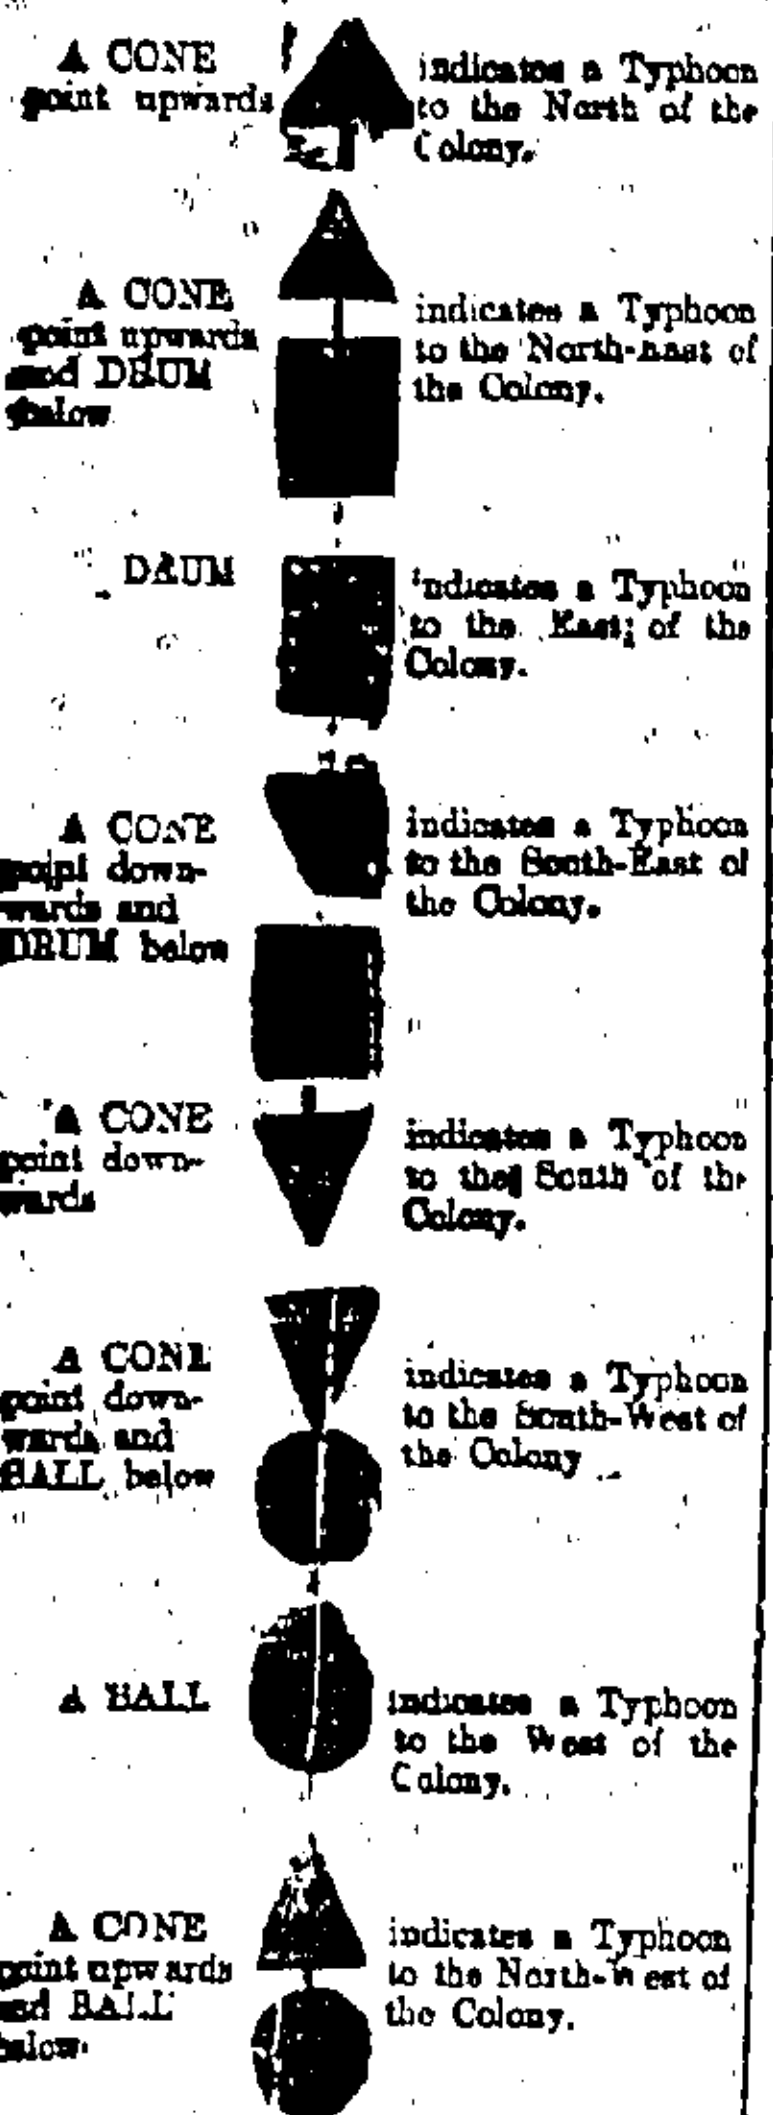 A CONE
point upwards
indicates a Typhoon
to the North of the
Colony.
A CONE
point upwards
and DRUM
below
indicates a Typhoon
to the North-east of
the Colony.
DRUM
indicates a Typhoon
to the East of the
Colony.
A CONE
point down-
wards and
DRUM below
indicates a Typhoon
to the South-East of
the Colony.
A CONE
point down-
wards
indicates a Typhoon
to the South of the
Colony.
A CONE
point down-
wards and
BALL below
indicates a Typhoon
to the South-West of
the Colony
A BALL
indicates a Typhoon
to the West of the
Colony.
A CONE
point upwards
and BALL
below
indicates a Typhoon
to the North-West of
the Colony.